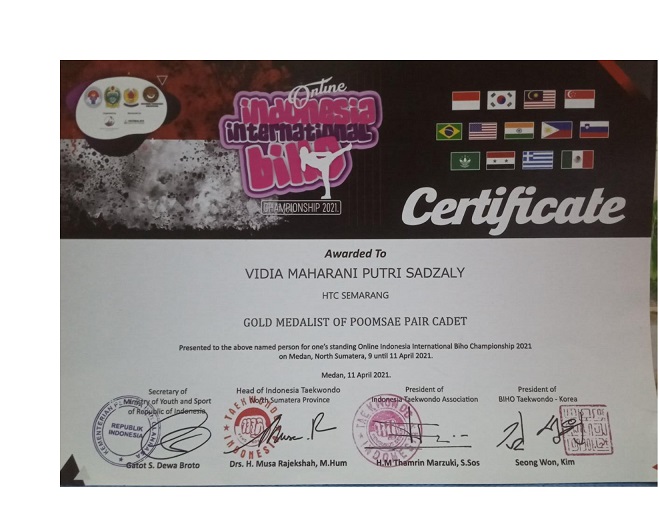 Online
indonesia
international
biho
CHAMPIONSHIP 2021
Certificate
Awarded To
VIDIA MAHARANI PUTRI SADZALY
HTC SEMARANG
GOLD MEDALIST OF POOMSAE PAIR CADET
Presented to the above named person for one's standing Online Indonesia International Biho Championship 2021
on Medan, North Sumatera, 9 until 11 April 2021.
Medan, 11 April 2021.
Secretary of
Ministry of Youth and Sport
of Republic of Indonesia
REPUBLIK
INDONESIA
Gatot S. Dewa Broto
Head of Indonesia Taekwondo
North Sumatera Province
TAEKWONDO
INDONESIA
Drs. H. Musa Rajekshah, M.Hum
President of
Indonesia Taekwondo Association
TAEKWONDO
H.M Thamrin Marzuki, S.Sos
President of
BIHO Taekwondo - Korea
Seong Won, Kim